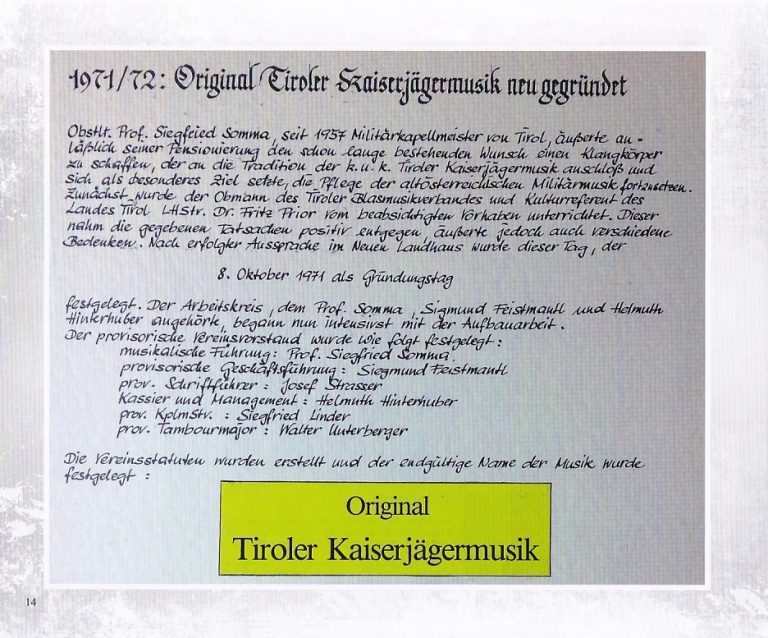 1971/72: Original Tiroler Kaiserjägermusik neu gegründet
Obstlt. Prof. Siegfried Somma, seit 1957 Militärkapellmeister von Tirol, äußerte an-
läßlich seiner Pensionierung den schon lange bestehenden Wunsch einen Klangkörper
zu schaffen, der an die Tradition der k.u.k. Tiroler Kaiserjägermusik anschloß und
sich als besonderes Ziel setzte, die Pflege der altösterreichischen Militärmusik fortzusetzen.
Zunächst wurde der Obmann des Tiroler Blasmusikverbandes und Kulturreferent des
Landes Tirol LHStr. Dr. Fritz Prior vom beabsichtigten Vorhaben unterrichtet. Dieser
nahm die gegebenen Tatsachen positiv entgegen, äußerte jedoch auch verschiedene
Bedenken. Nach erfolgter Aussprache im Neuen Landhaus wurde dieser Tag, der
8. Oktober 1971 als Gründungstag
festgelegt. Der Arbeitskreis, dem Prof. Somma, Sigmund Feistmantl und Helmuth
Hinterhuber angehörte, begann nun intensivst mit der Aufbauarbeit.
Der provisorische Vereinsvorstand wurde wie folgt festgelegt:
musikalische Führung: Prof. Siegfried Somma
provisorische Geschäftsführung: Siegmund Feistmantl
prov. Schriftführer: Josef Strasser
Kassier und Management: Helmuth Hinterhuber
prov. Kplmstv.: Siegfried Linder
prov. Tambourmajor: Walter Unterberger
Die Vereinsstatuten wurden erstellt und der endgültige Name der Musik wurde
festgelegt:
Original
Tiroler Kaiserjägermusik
14